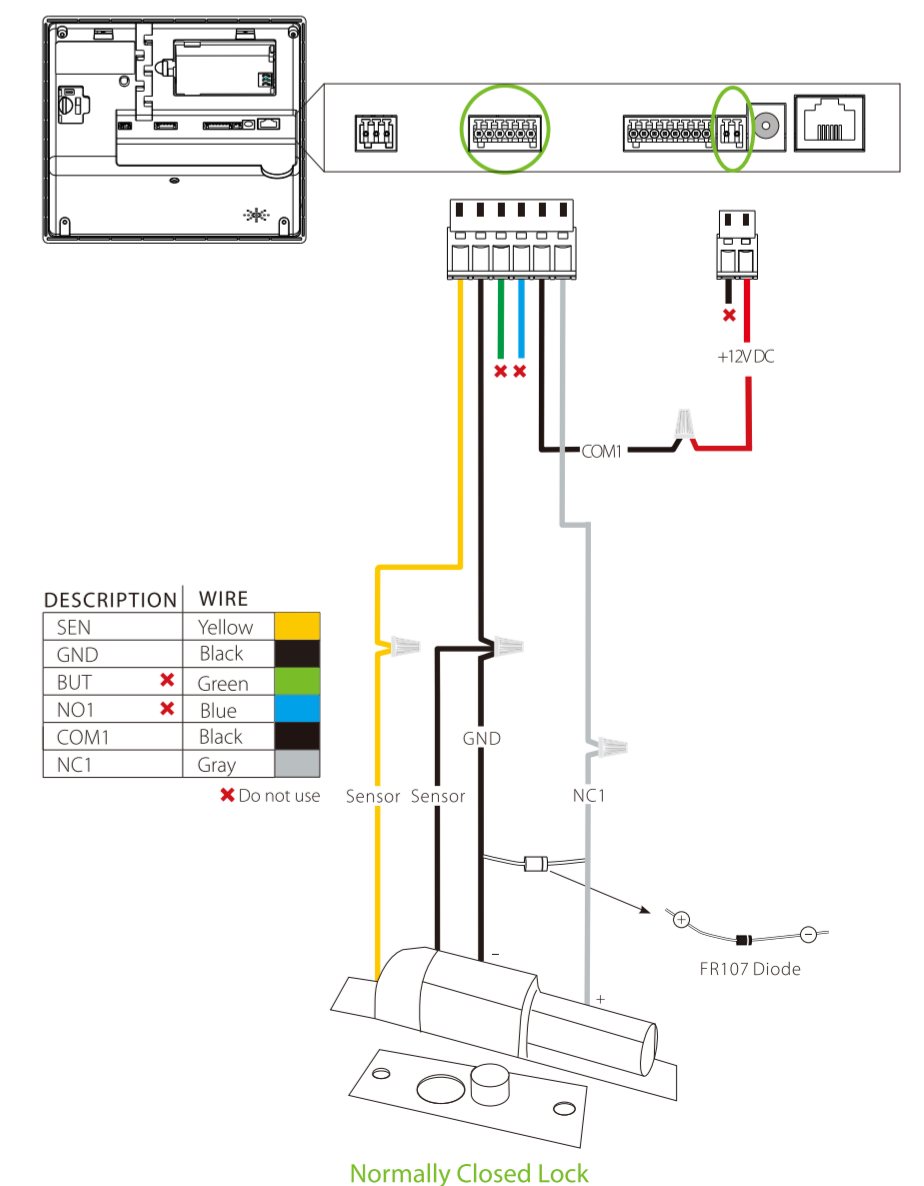 +12V DC
COM1
DESCRIPTION WIRE
SEN Yellow
GND Black
BUT ✖ Green
NO1 ✖ Blue
COM1 Black
NC1 Gray
✖ Do not use
GND
Sensor Sensor
NC1
−
+
+ −
FR107 Diode
Normally Closed Lock